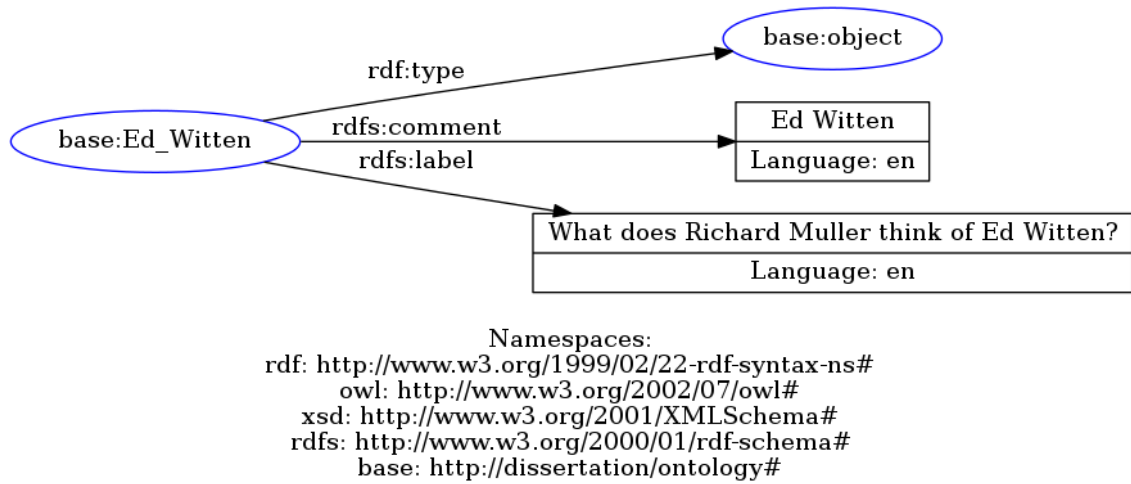 base:object
rdf:type
Ed Witten
rdfs:comment
base:Ed_Witten
Language: en
rdfs:label
What does Richard Muller think of Ed Witten?
Language: en
Namespaces:
rdf: http://www.w3.org/1999/02/22-rdf-syntax-ns#
owl: http://www.w3.org/2002/07/owl#
xsd: http://www.w3.org/2001/XMLSchema#
rdfs: http://www.w3.org/2000/01/rdf-schema#
base: http://dissertation/ontology#